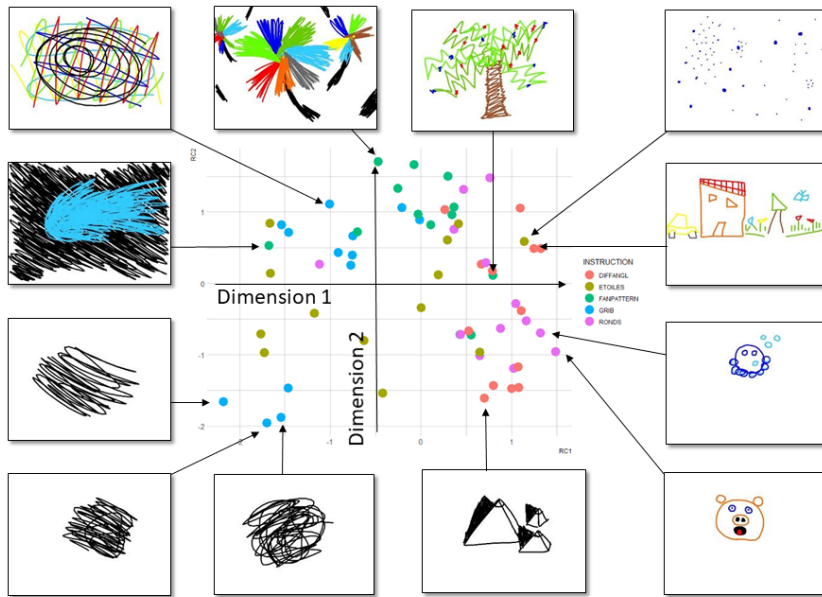 RC2
1
0
-1
-2
Dimension 1
Dimension 2
INSTRUCTION
DIFFANGL
ETOILES
FANPATTERN
GRIB
RONDS
-2
-1
0
1
RC1